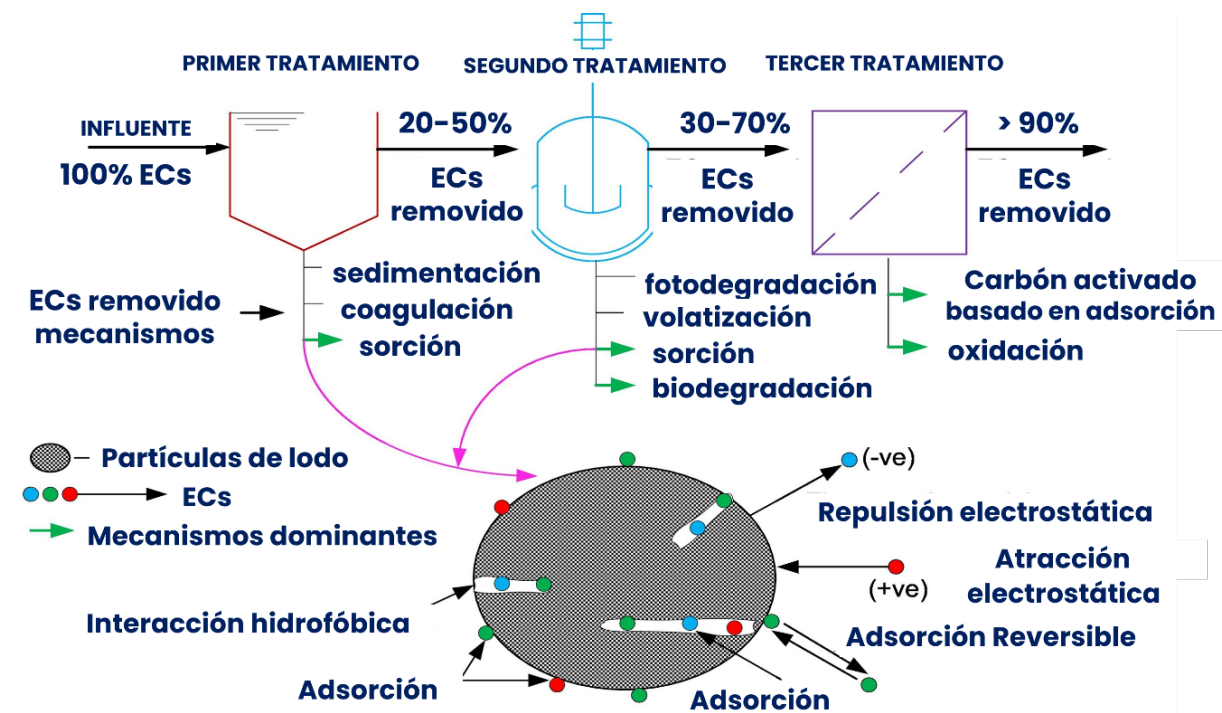 PRIMER TRATAMIENTO
SEGUNDO TRATAMIENTO
TERCER TRATAMIENTO
INFLUENTE
100% ECs
20-50%
ECs
removido
30-70%
ECs
removido
> 90%
ECs
removido
ECs removido
mecanismos
sedimentación
coagulación
sorción
fotodegradación
volatización
sorción
biodegradación
Carbón activado
basado en adsorción
oxidación
Partículas de lodo
ECs
Mecanismos dominantes
(-ve)
Repulsión electrostática
Atracción
electrostática
(+ve)
Interacción hidrofóbica
Adsorción Reversible
Adsorción
Adsorción